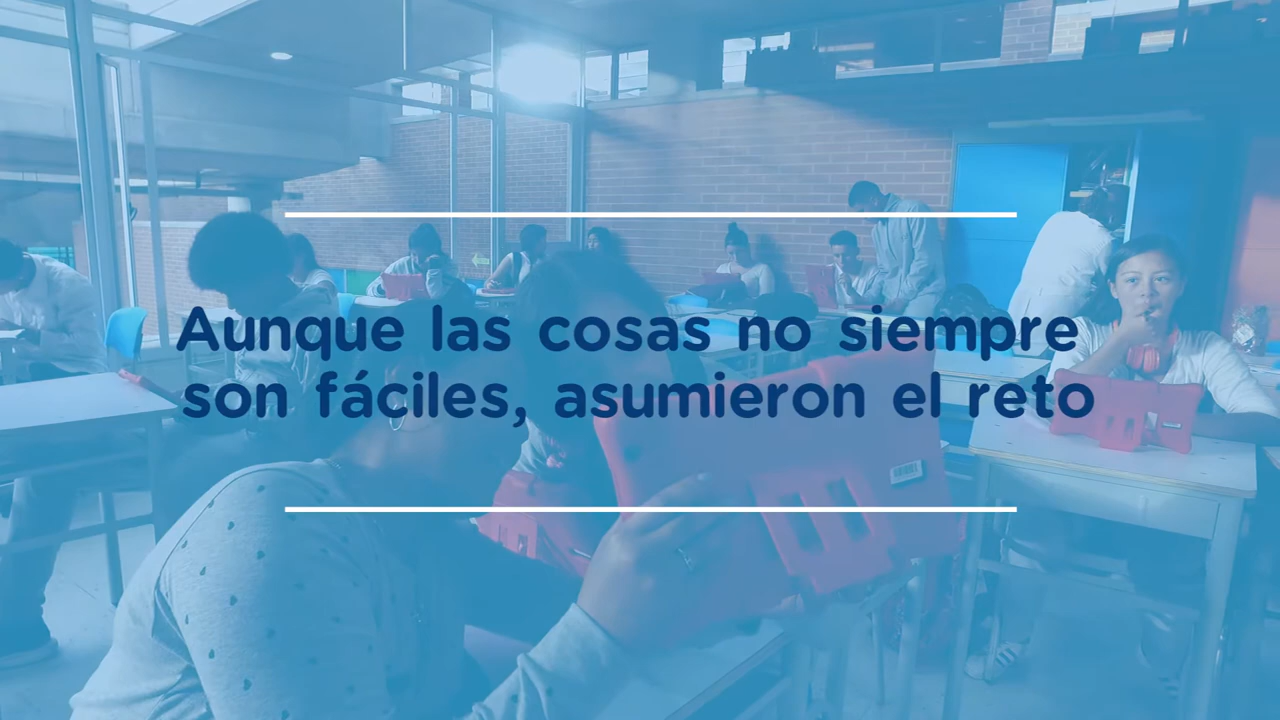 Aunque las cosas no siempre
son fáciles, asumieron el reto